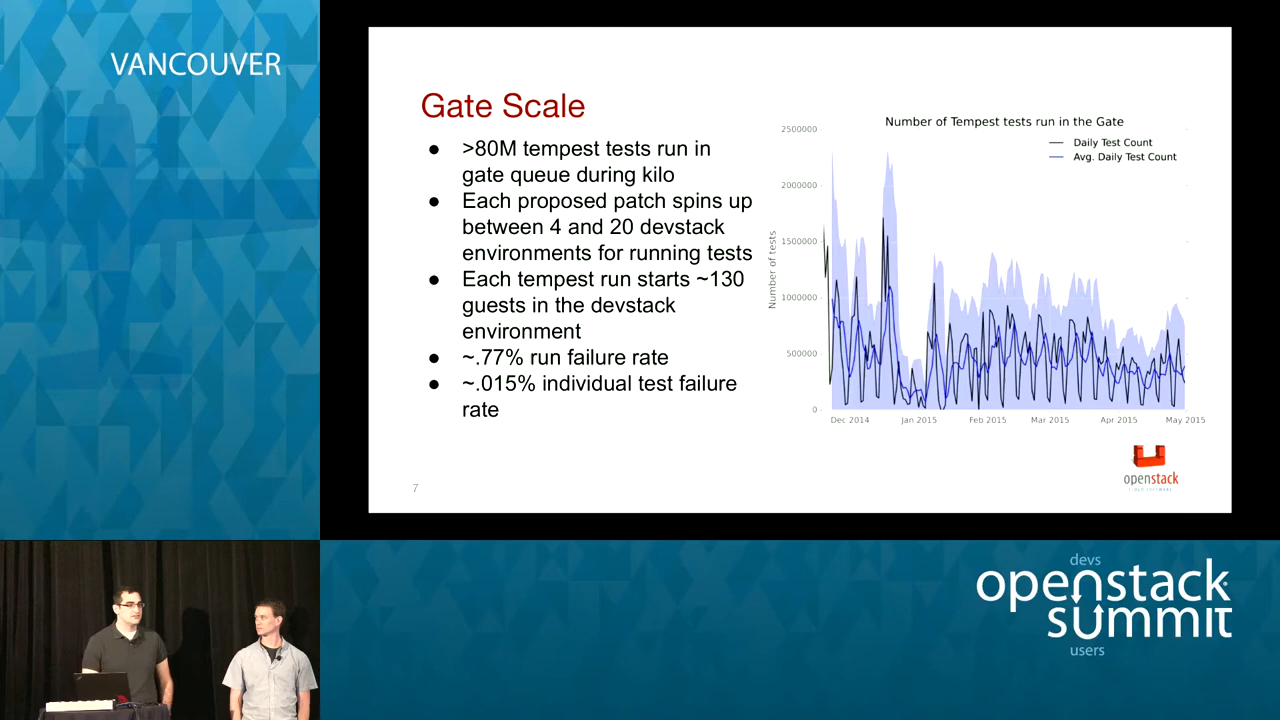 VANCOUVER
Gate Scale
● >80M tempest tests run in
gate queue during kilo
● Each proposed patch spins up
between 4 and 20 devstack
environments for running tests
● Each tempest run starts ~130
guests in the devstack
environment
● ~.77% run failure rate
● ~.015% individual test failure
rate
7
Number of Tempest tests run in the Gate
Daily Test Count
Avg. Daily Test Count
Number of tests
2500000
2000000
1500000
1000000
500000
0
Dec 2014 Jan 2015 Feb 2015 Mar 2015 Apr 2015 May 2015
openstack
devs
openstack
summit
users